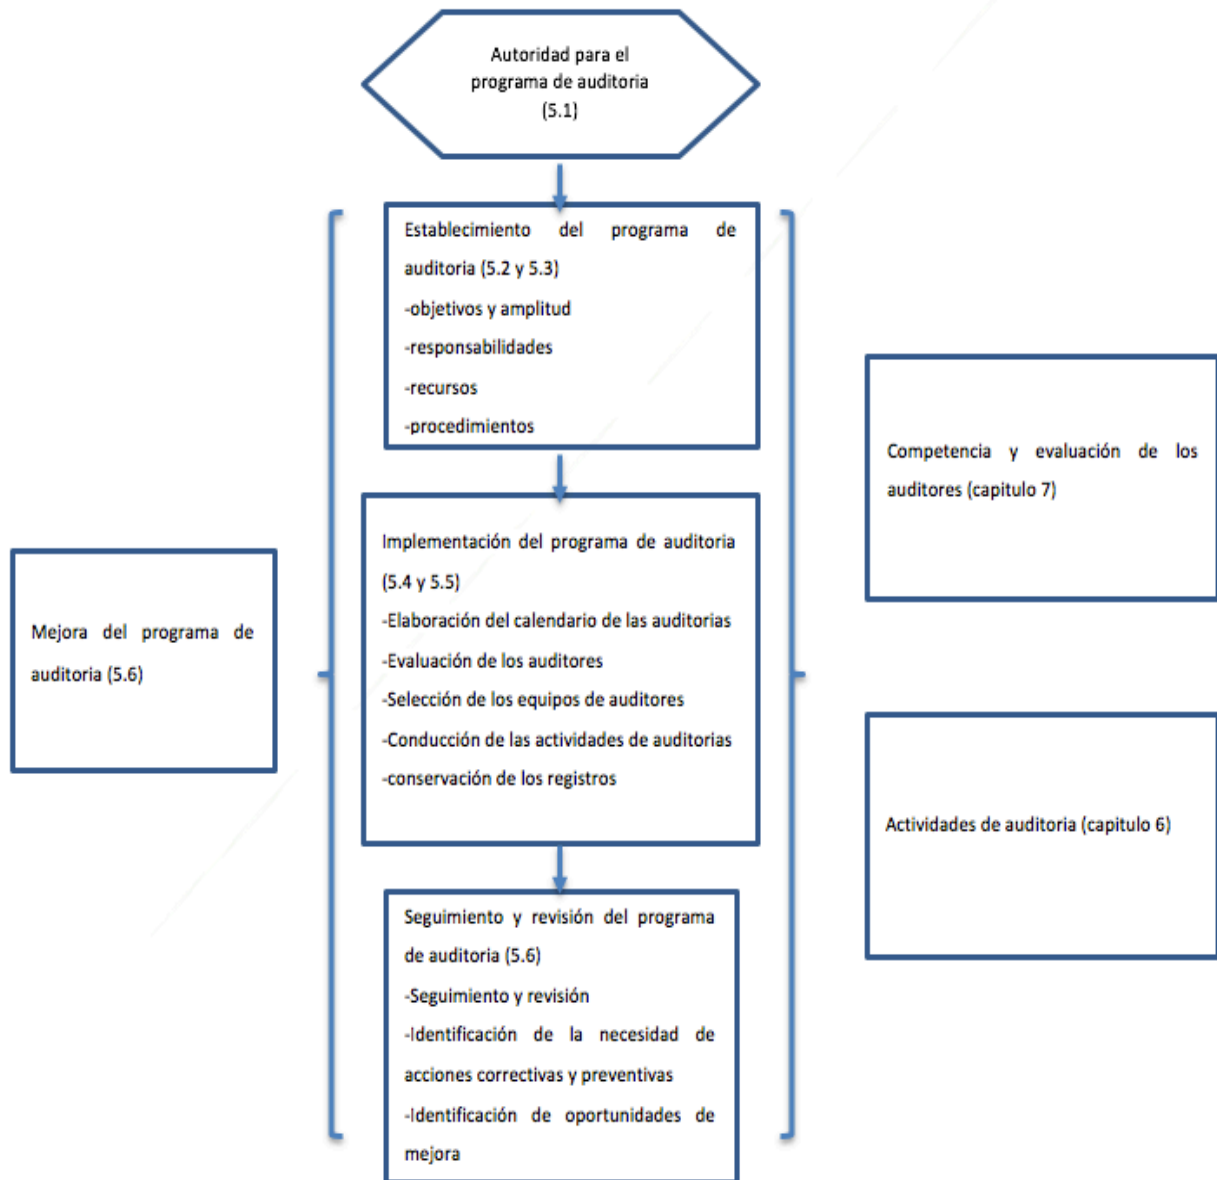 Autoridad para el
programa de auditoria
(5.1)
Establecimiento del programa de
auditoria (5.2 y 5.3)
-objetivos y amplitud
-responsabilidades
-recursos
-procedimientos
Implementación del programa de auditoria
(5.4 y 5.5)
-Elaboración del calendario de las auditorias
-Evaluación de los auditores
-Selección de los equipos de auditores
-Conducción de las actividades de auditorias
-conservación de los registros
Seguimiento y revisión del programa
de auditoria (5.6)
-Seguimiento y revisión
-Identificación de la necesidad de
acciones correctivas y preventivas
-Identificación de oportunidades de
mejora
Mejora del programa de
auditoria (5.6)
Competencia y evaluación de los
auditores (capitulo 7)
Actividades de auditoria (capitulo 6)